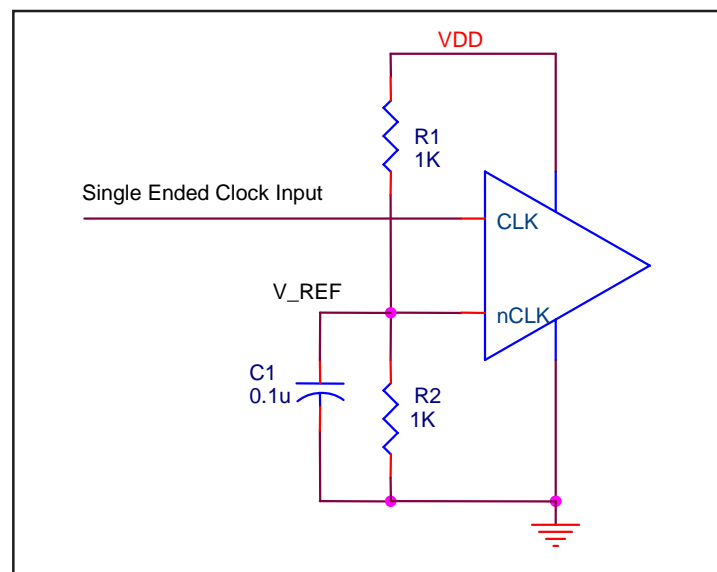 VDD
R1
1K
Single Ended Clock Input
CLK
V_REF
nCLK
C1
0.1u
R2
1K